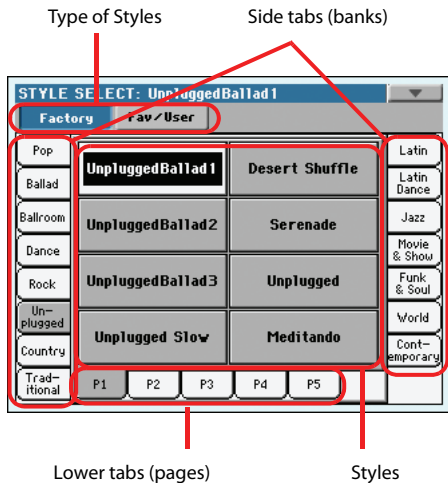 Type of Styles
Side tabs (banks)
STYLE SELECT: UnpluggedBallad1
Factory
Fav/User
Pop
Ballad
Ballroom
Dance
Rock
Un-
plugged
Country
Trad-
itional
UnpluggedBallad1
Desert Shuffle
UnpluggedBallad2
Serenade
UnpluggedBallad3
Unplugged
Unplugged Slow
Meditando
Latin
Latin
Dance
Jazz
Movie
& Show
Funk
& Soul
World
Cont-
emporary
P1
P2
P3
P4
P5
Lower tabs (pages)
Styles